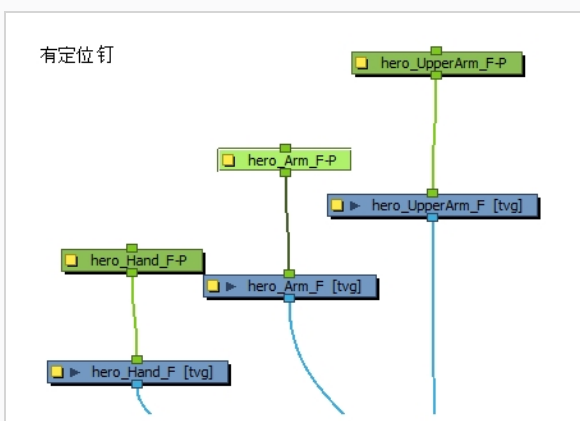 有定位钉
hero_UpperArm_F-P
hero_Arm_F-P
hero_UpperArm_F [tvg]
hero_Hand_F-P
hero_Arm_F [tvg]
hero_Hand_F [tvg]